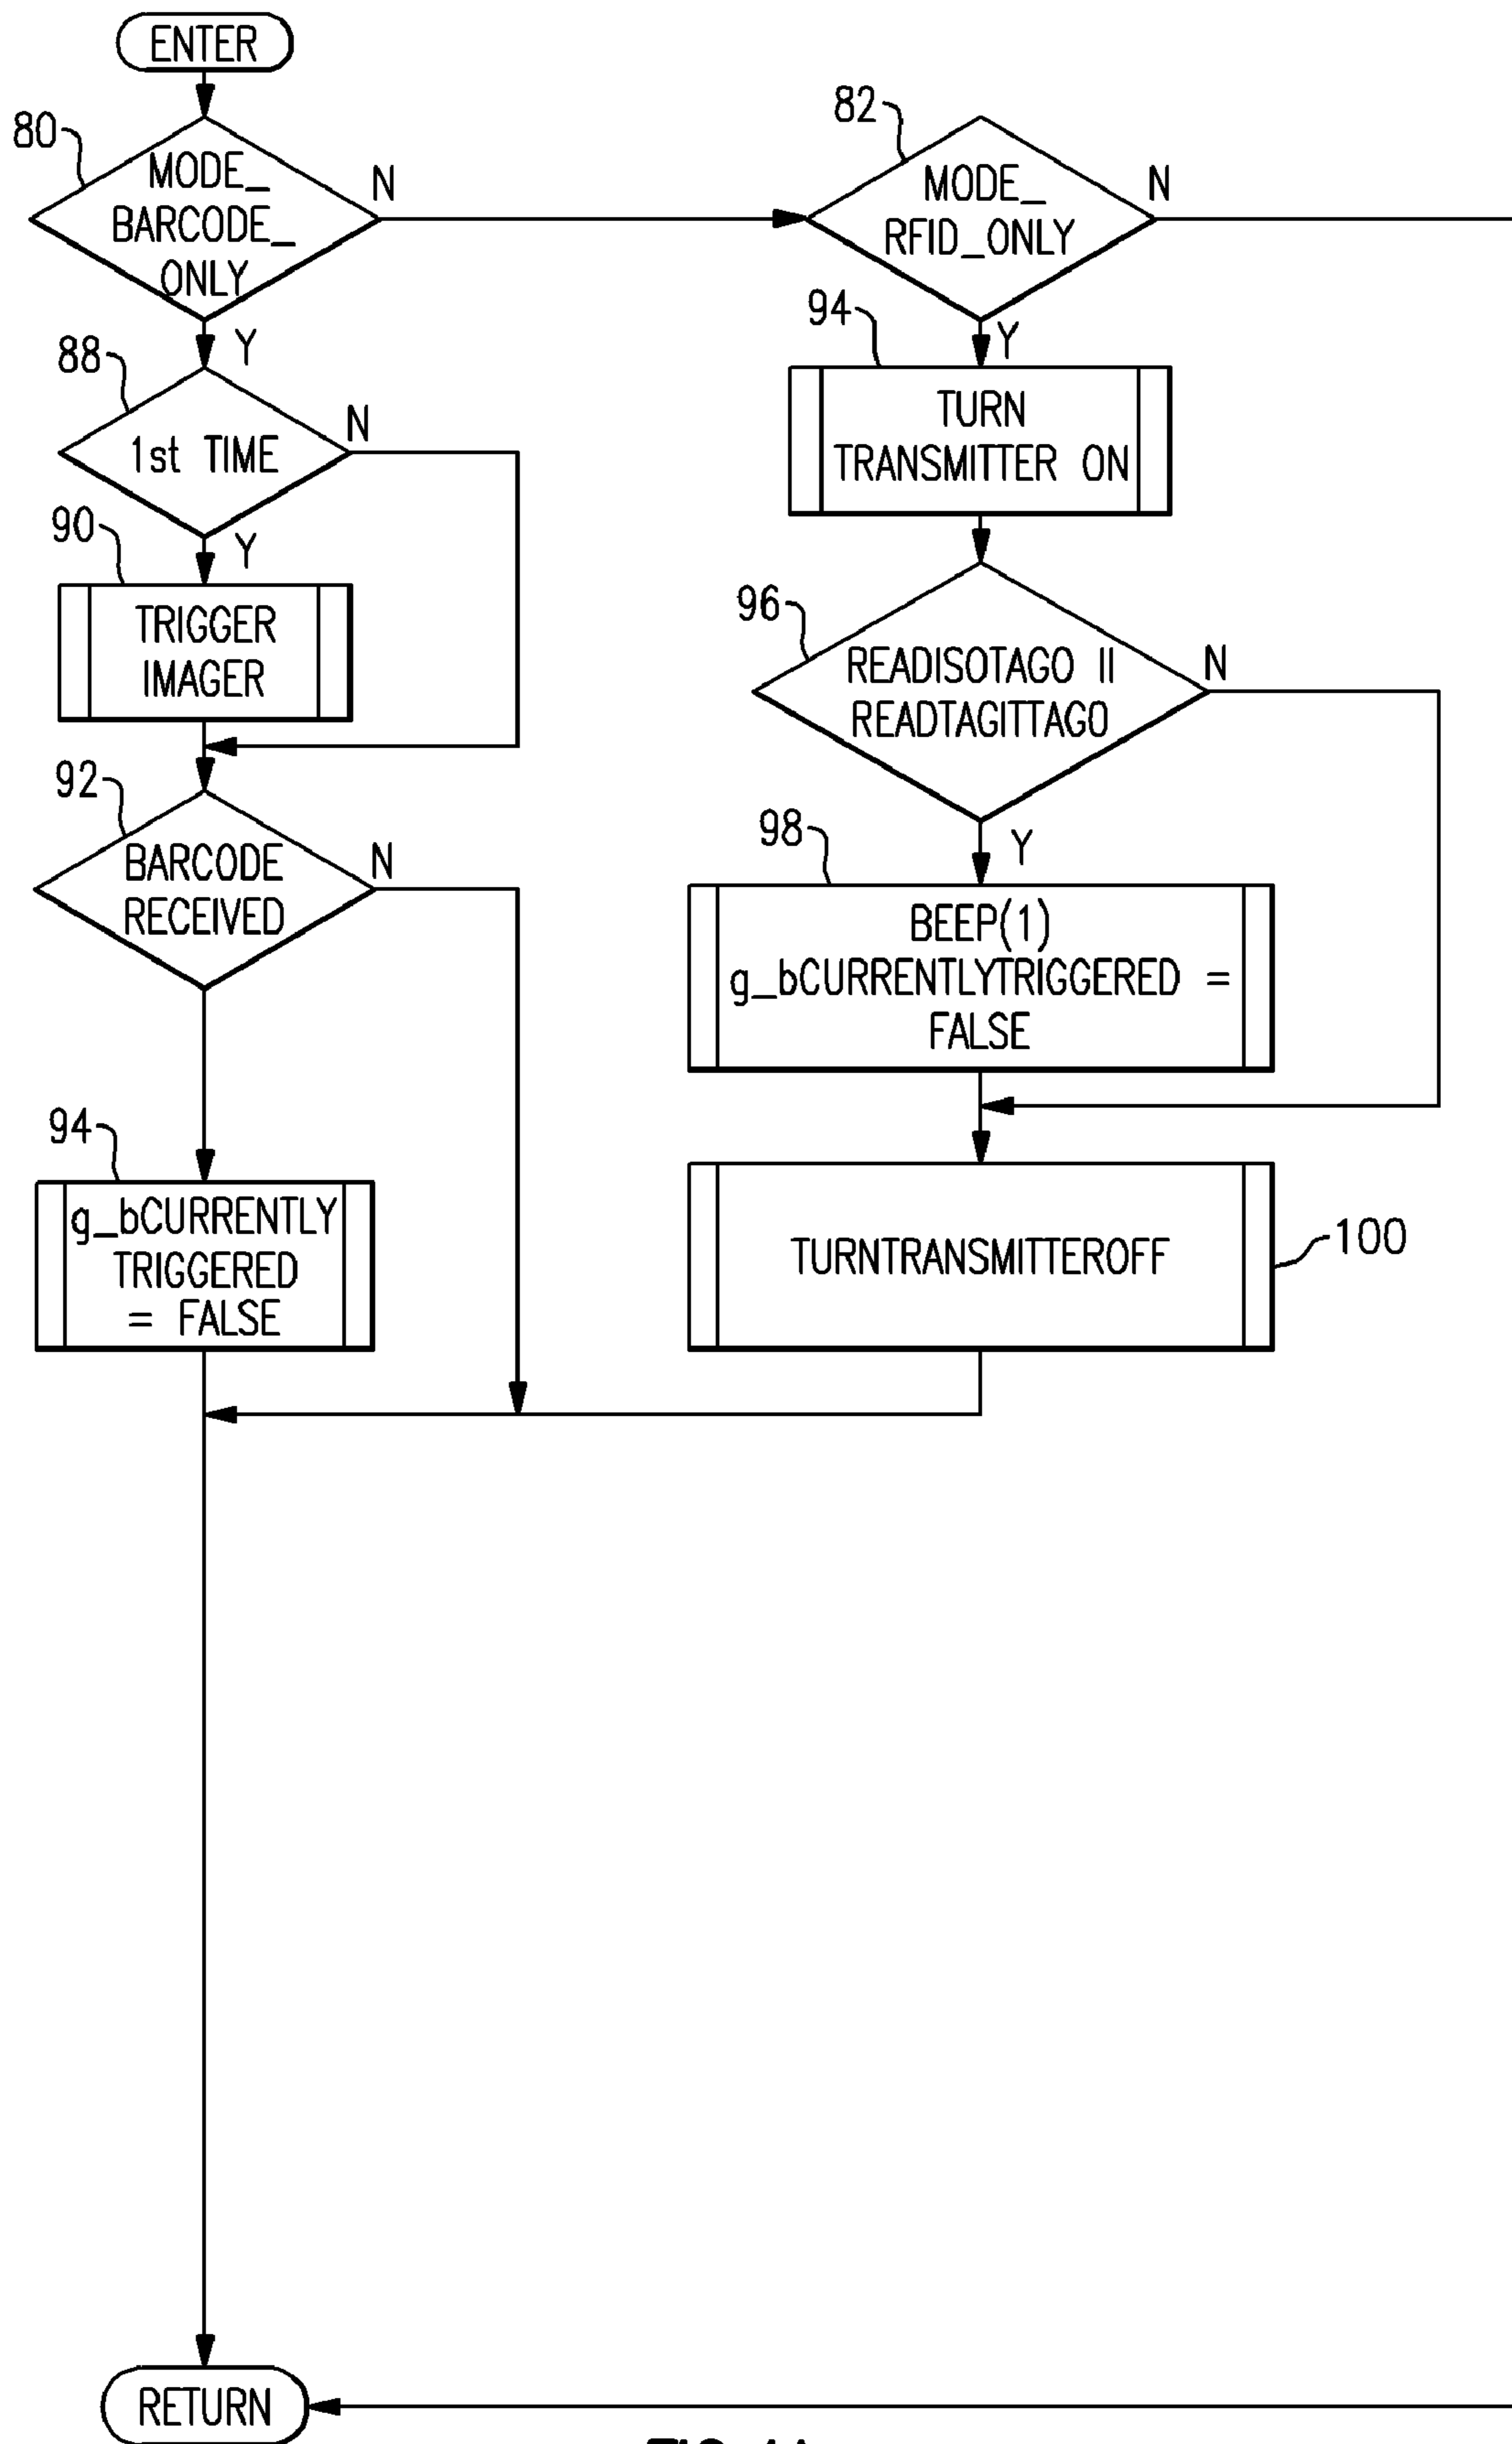 ENTER
80
MODE_
BARCODE_
ONLY
N
Y
88
1st TIME
N
Y
90
TRIGGER
IMAGER
92
BARCODE
RECEIVED
N
94
g_bCURRENTLY
TRIGGERED
= FALSE
82
MODE_
RFID_ONLY
N
Y
94
TURN
TRANSMITTER ON
96
READISOTAGO II
READTAGITTAGO
N
Y
98
BEEP(1)
g_bCURRENTLYTRIGGERED =
FALSE
TURNTRANSMITTEROFF
100
RETURN